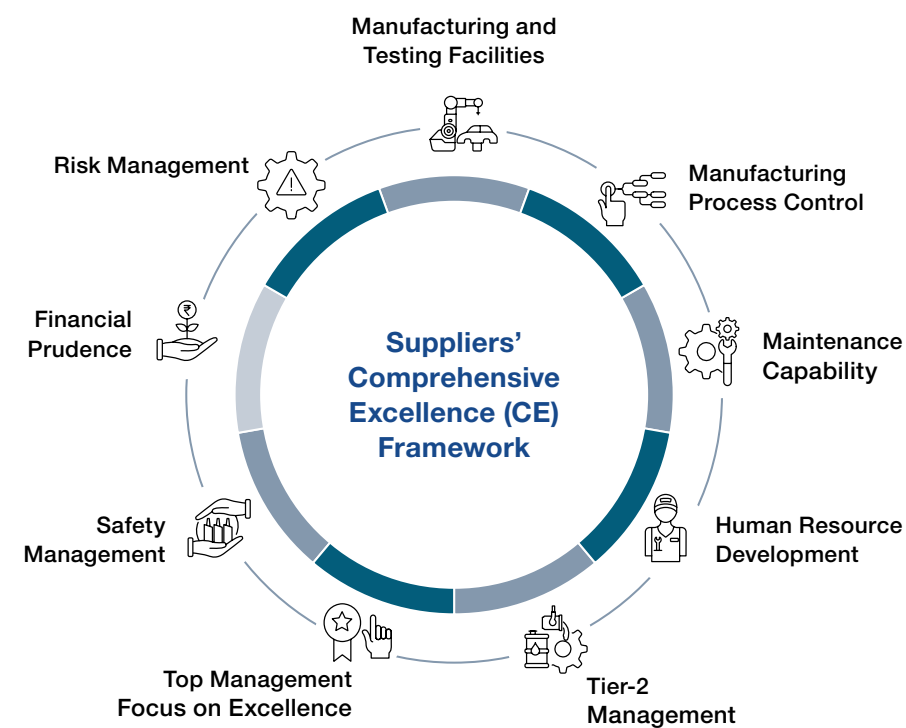 Manufacturing and
Testing Facilities
Risk Management
Manufacturing
Process Control
₹
Financial
Prudence
Suppliers’
Comprehensive
Excellence (CE)
Framework
Maintenance
Capability
Safety
Management
Human Resource
Development
Top Management
Focus on Excellence
Tier-2
Management